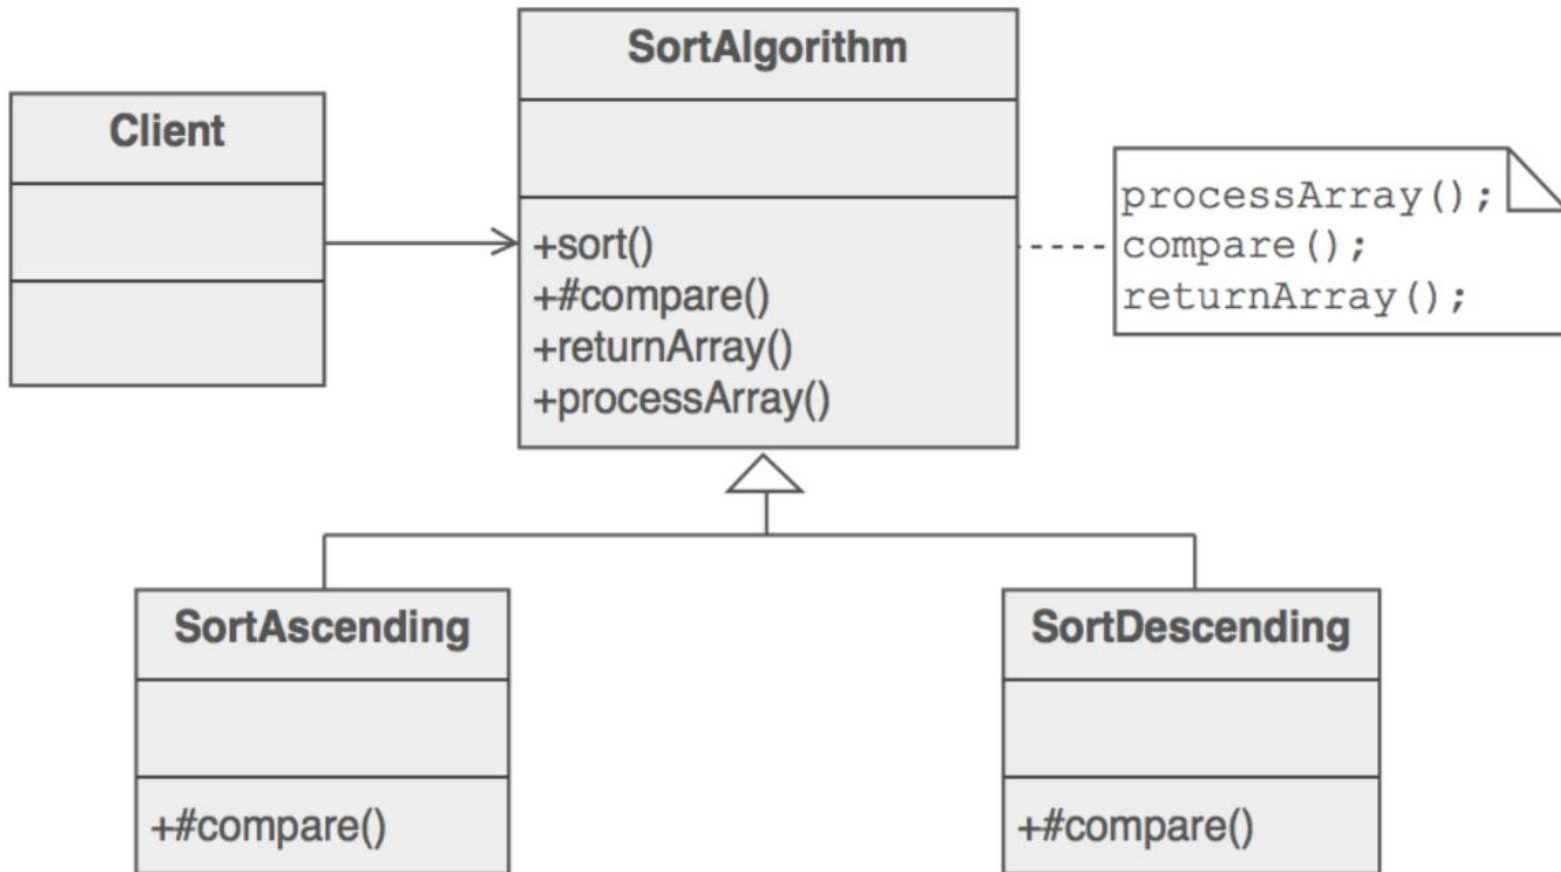 SortAlgorithm
Client
+sort()
+#compare()
+returnArray()
+processArray()
processArray();
compare();
returnArray();
SortAscending
+#compare()
SortDescending
+#compare()